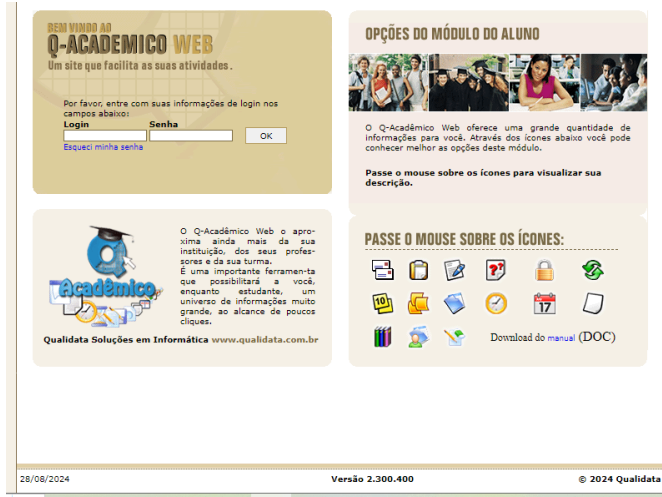 BEM VINDO AO
Q-ACADEMICO WEB
Um site que facilita as suas atividades.
Por favor, entre com suas informações de login nos
campos abaixo:
Login Senha
OK
Esqueci minha senha
OPÇÕES DO MÓDULO DO ALUNO
O Q-Acadêmico Web oferece uma grande quantidade de
informações para você. Através dos ícones abaixo você pode
conhecer melhor as opções deste módulo.
Passe o mouse sobre os ícones para visualizar sua
descrição.
Q
Acadêmico
O Q-Acadêmico Web o apro-
xima ainda mais da sua
instituição, dos seus profes-
sores e da sua turma.
É uma importante ferramen-ta
que possibilitará a você,
enquanto estudante, um
universo de informações muito
grande, ao alcance de poucos
cliques.
Qualidata Soluções em Informática www.qualidata.com.br
PASSE O MOUSE SOBRE OS ÍCONES:
??
10
17
Download do manual (DOC)
28/08/2024 Versão 2.300.400 © 2024 Qualidata